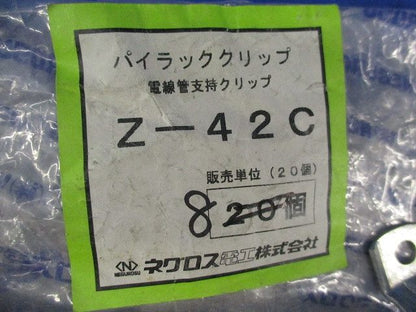 パイラッククリップ
電線管支持クリップ
Z-42C
販売単位(20個)
8 20個
ネグロス電工株式会社